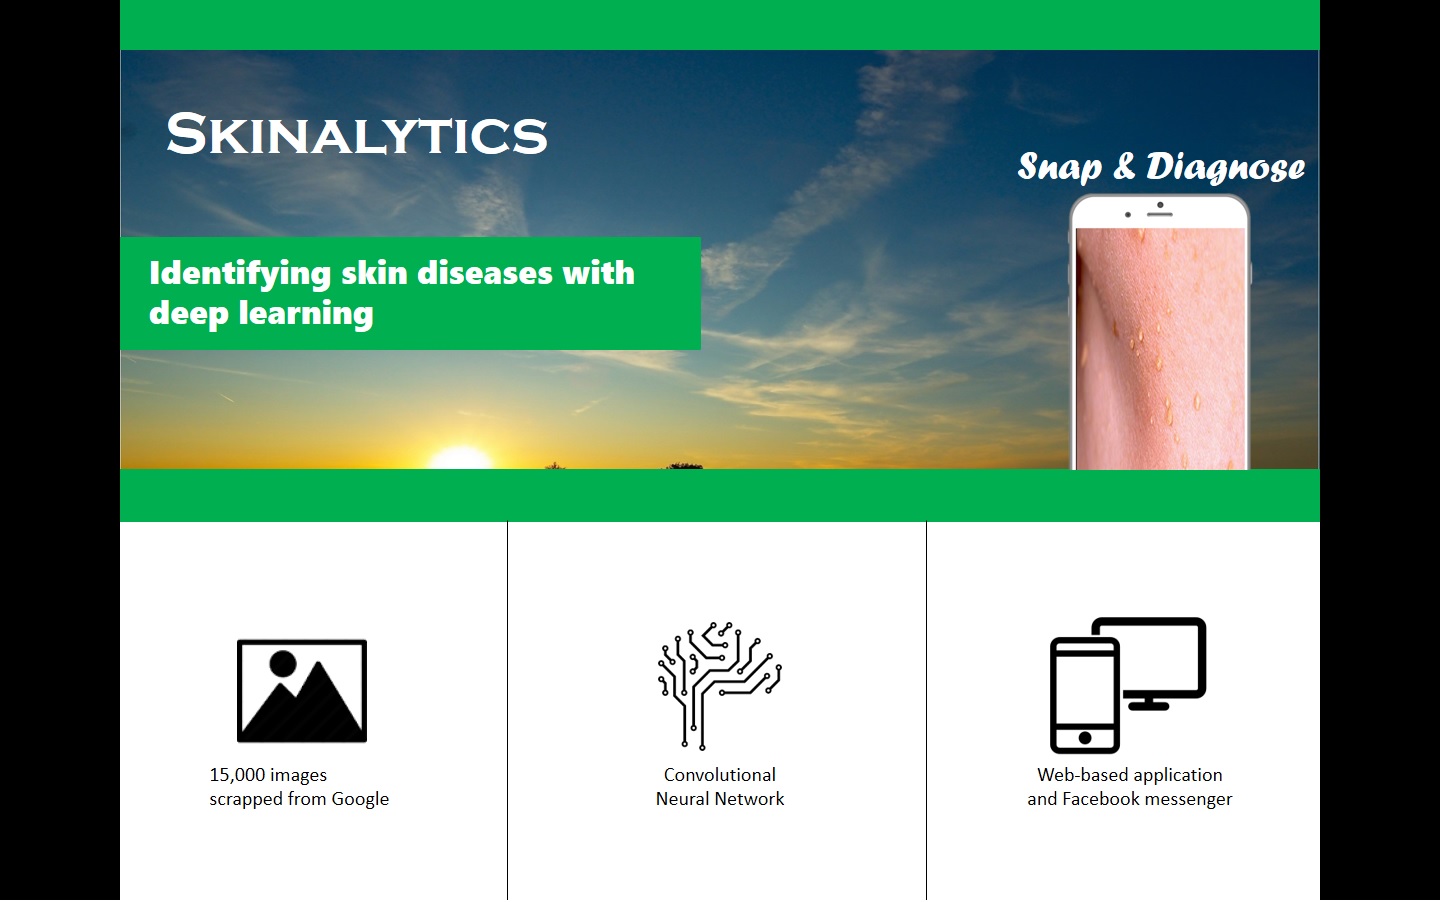 SKINALYTICS
Snap & Diagnose
Identifying skin diseases with
deep learning
15,000 images
scrapped from Google
Convolutional
Neural Network
Web-based application
and Facebook messenger